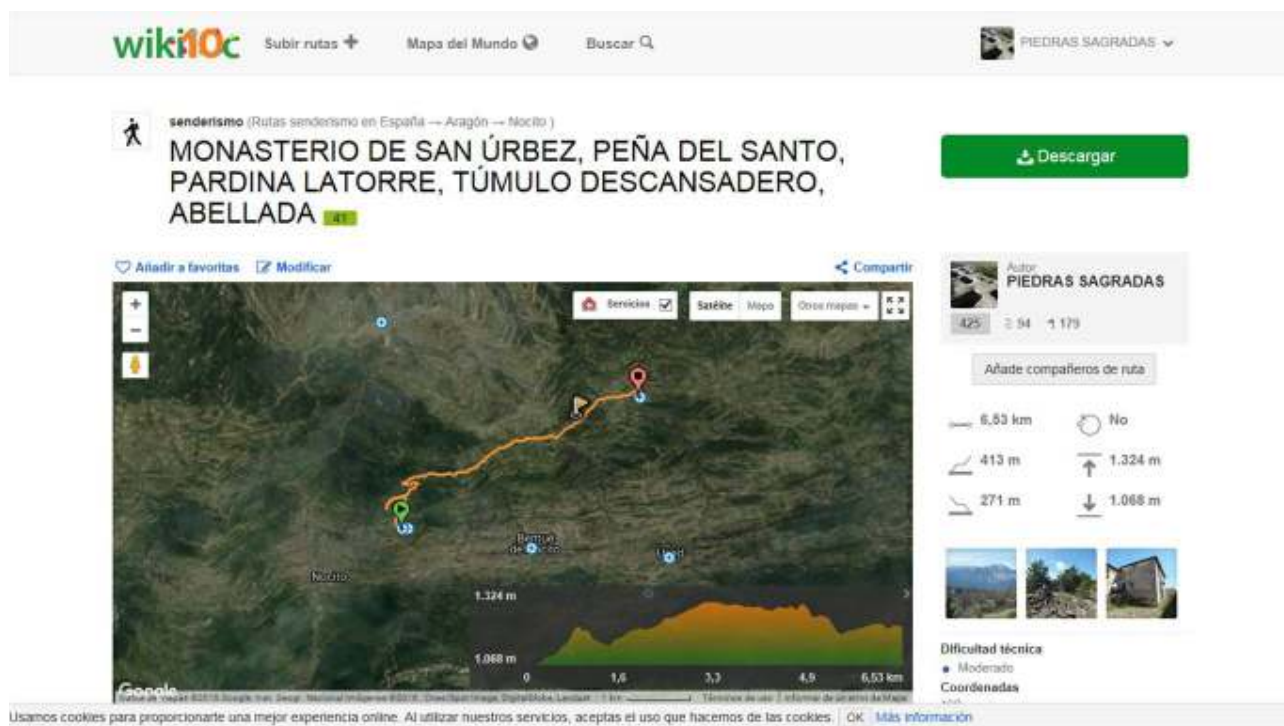 wikiloc Subir rutas Mapa del Mundo Buscar PIEDRAS SAGRADAS
senderismo (Rutas senderismo en España → Aragón → Nocito )
MONASTERIO DE SAN ÚRBEZ, PEÑA DEL SANTO,
PARDINA LATORRE, TÚMULO DESCANSADERO,
ABELLADA 41
Descargar
Añadir a favoritas Modificar Compartir
+ Servicios Satélite Mapa Otros mapas
−
Autor
PIEDRAS SAGRADAS
425 94 179
Añade compañeros de ruta
6,53 km No
413 m 1.324 m
271 m 1.068 m
Nocito
1.324 m
1.068 m
0 1,6 3,3 4,9 6,53 km
Google
Términos de uso
Dificultad técnica
Moderado
Coordenadas
Usamos cookies para proporcionarte una mejor experiencia online. Al utilizar nuestros servicios, aceptas el uso que hacemos de las cookies. OK Más información